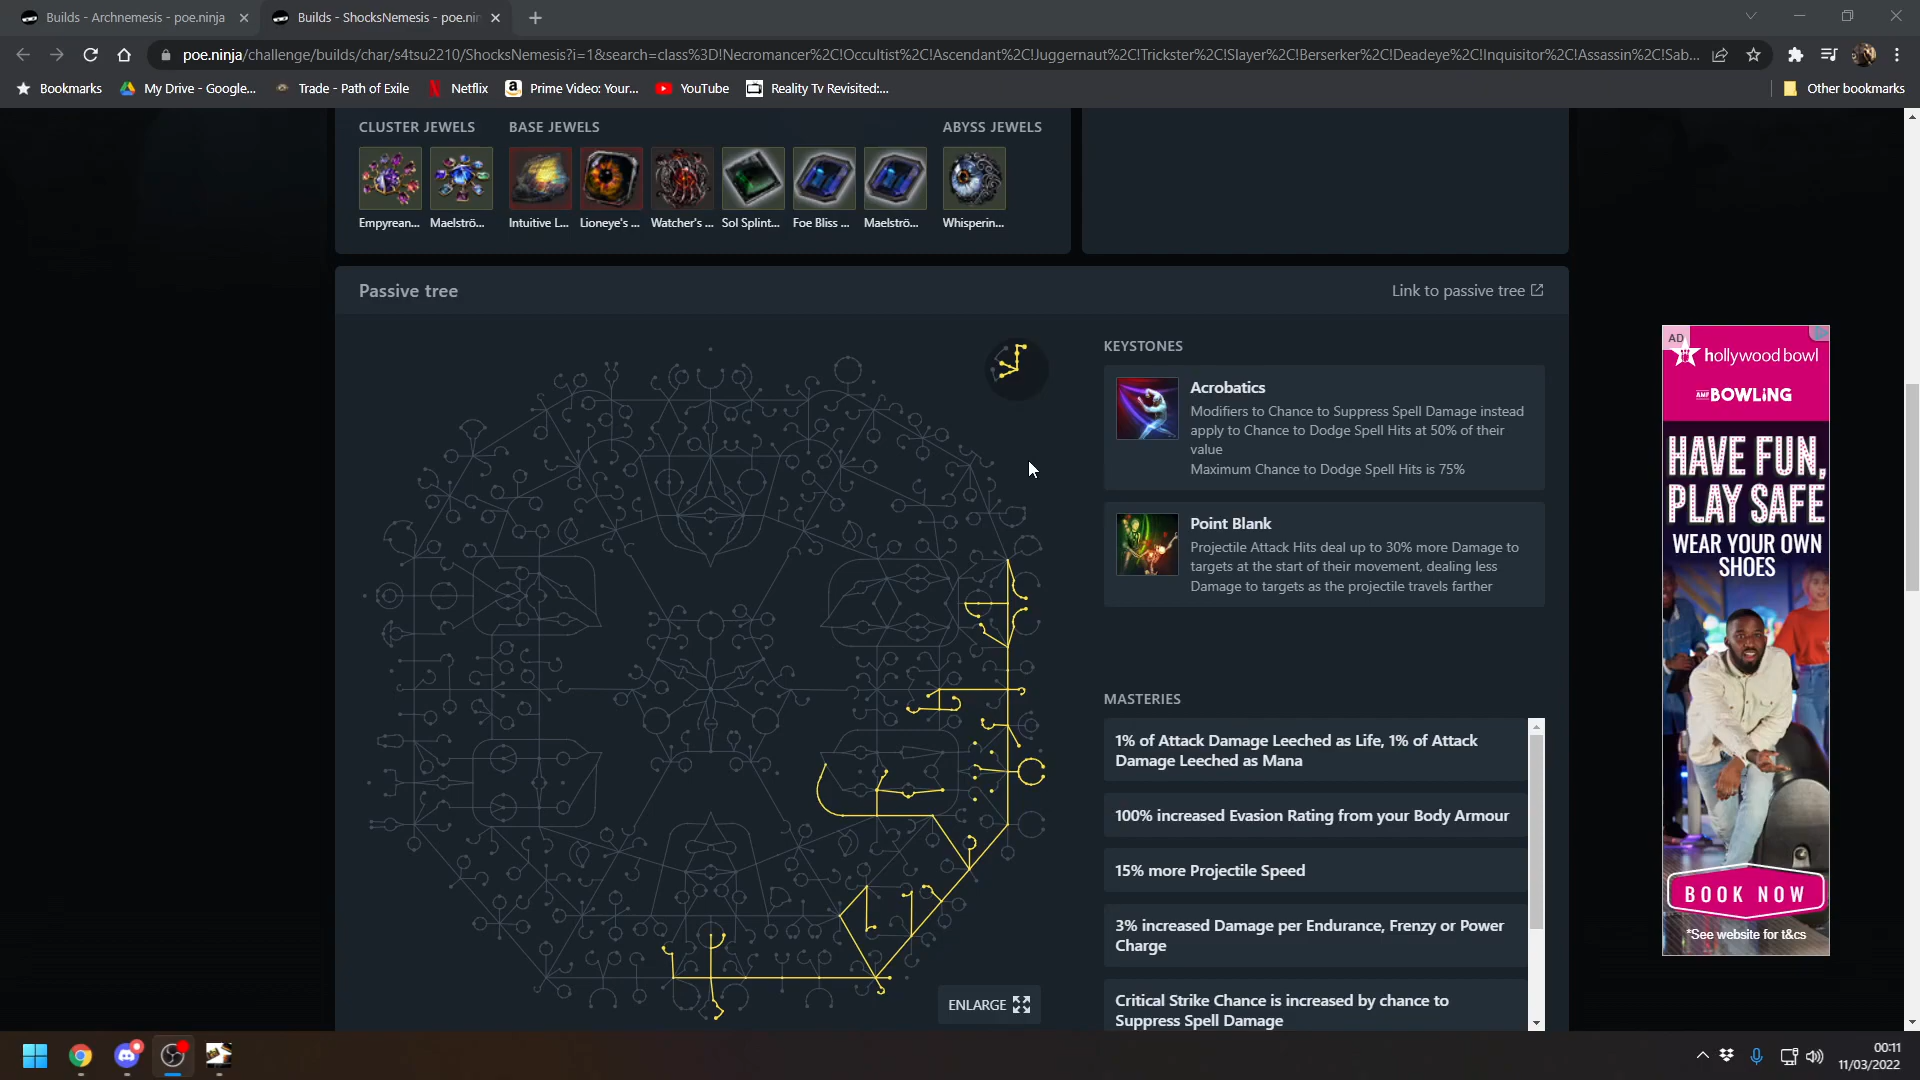 Builds - Archnemesis - poe.ninja
Builds - ShocksNemesis - poe.nin
poe.ninja/challenge/builds/char/s4tsu2210/ShocksNemesis?i=1&search=class%3D!Necromancer%2C!Occultist%2C!Ascendant%2C!Juggernaut%2C!Trickster%2C!Slayer%2C!Berserker%2C!Deadeye%2C!Inquisitor%2C!Assassin%2C!Sab...
Bookmarks
My Drive - Google...
Trade - Path of Exile
Netflix
Prime Video: Your...
YouTube
Reality Tv Revisited:...
Other bookmarks
CLUSTER JEWELS
BASE JEWELS
ABYSS JEWELS
Empyrean...
Maelströ...
Intuitive L...
Lioneye's ...
Watcher's ...
Sol Splint...
Foe Bliss ...
Maelströ...
Whisperin...
Passive tree
Link to passive tree
KEYSTONES
Acrobatics
Modifiers to Chance to Suppress Spell Damage instead
apply to Chance to Dodge Spell Hits at 50% of their
value
Maximum Chance to Dodge Spell Hits is 75%
Point Blank
Projectile Attack Hits deal up to 30% more Damage to
targets at the start of their movement, dealing less
Damage to targets as the projectile travels farther
MASTERIES
1% of Attack Damage Leeched as Life, 1% of Attack
Damage Leeched as Mana
100% increased Evasion Rating from your Body Armour
15% more Projectile Speed
3% increased Damage per Endurance, Frenzy or Power
Charge
Critical Strike Chance is increased by chance to
Suppress Spell Damage
ENLARGE
AD
hollywood bowl
AMF BOWLING
HAVE FUN,
PLAY SAFE
WEAR YOUR OWN
SHOES
BOOK NOW
*See website for t&cs
00:11
11/03/2022